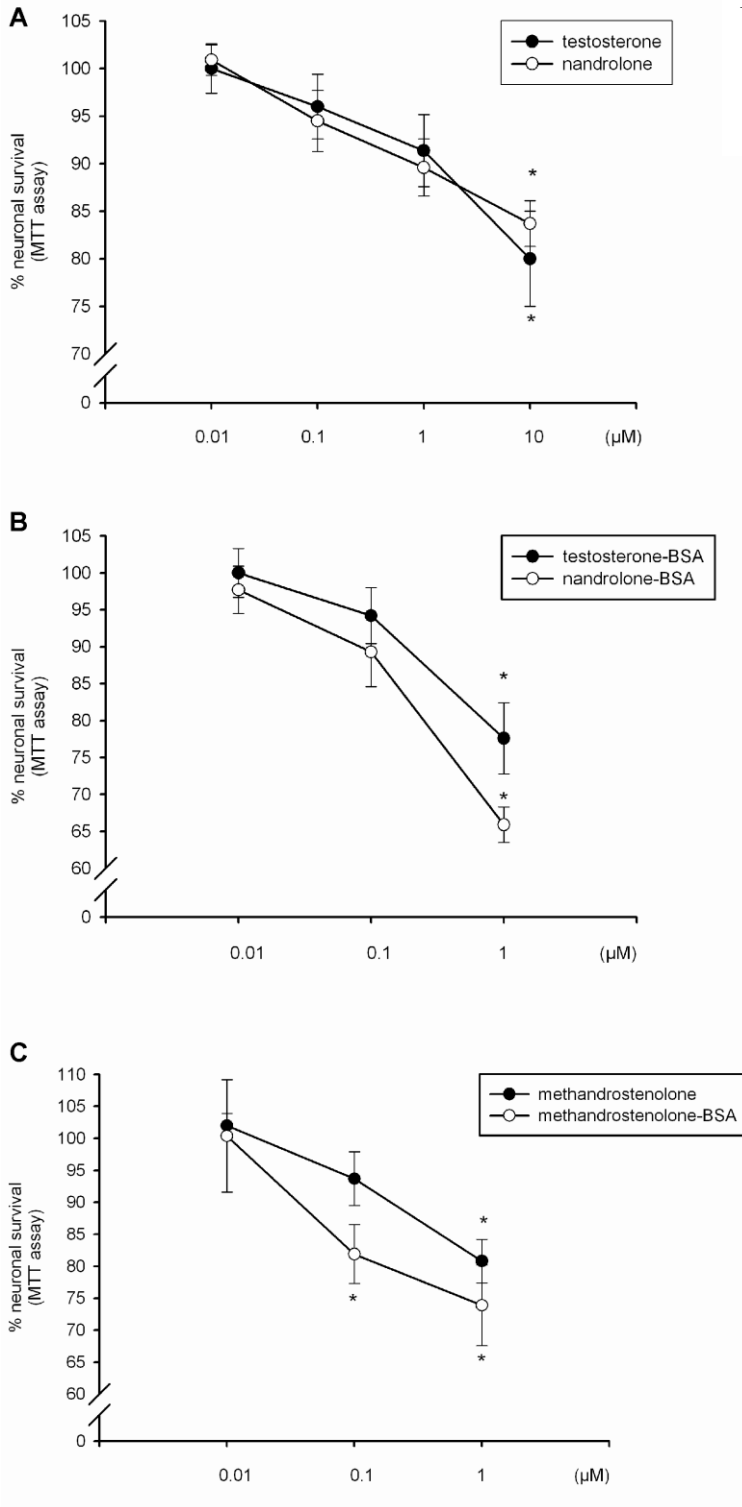 A
testosterone
nandrolone
% neuronal survival
(MTT assay)
105
100
95
90
85
80
75
70
0
*
*
0.01 0.1 1 10 (µM)
B
testosterone-BSA
nandrolone-BSA
% neuronal survival
(MTT assay)
105
100
95
90
85
80
75
70
65
60
0
*
*
0.01 0.1 1 (µM)
C
methandrostenolone
methandrostenolone-BSA
% neuronal survival
(MTT assay)
110
105
100
95
90
85
80
75
70
65
60
0
*
*
*
0.01 0.1 1 (µM)